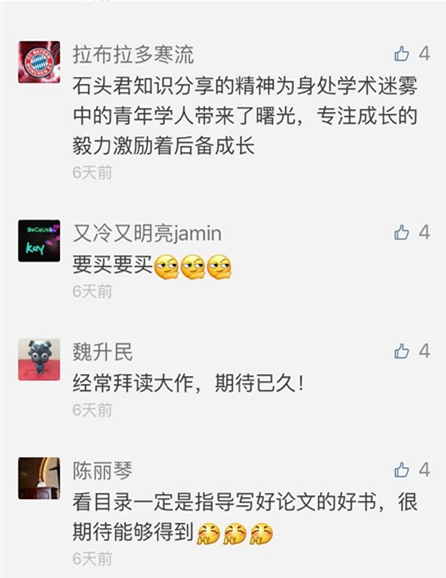 拉布拉多寒流 4
石头君知识分享的精神为身处学术迷雾
中的青年学人带来了曙光，专注成长的
毅力激励着后备成长
6天前
BeCause
Key
又冷又明亮jamin 4
要买要买
6天前
魏升民 4
经常拜读大作，期待已久！
6天前
陈丽琴 4
看目录一定是指导写好论文的好书，很
期待能够得到
6天前